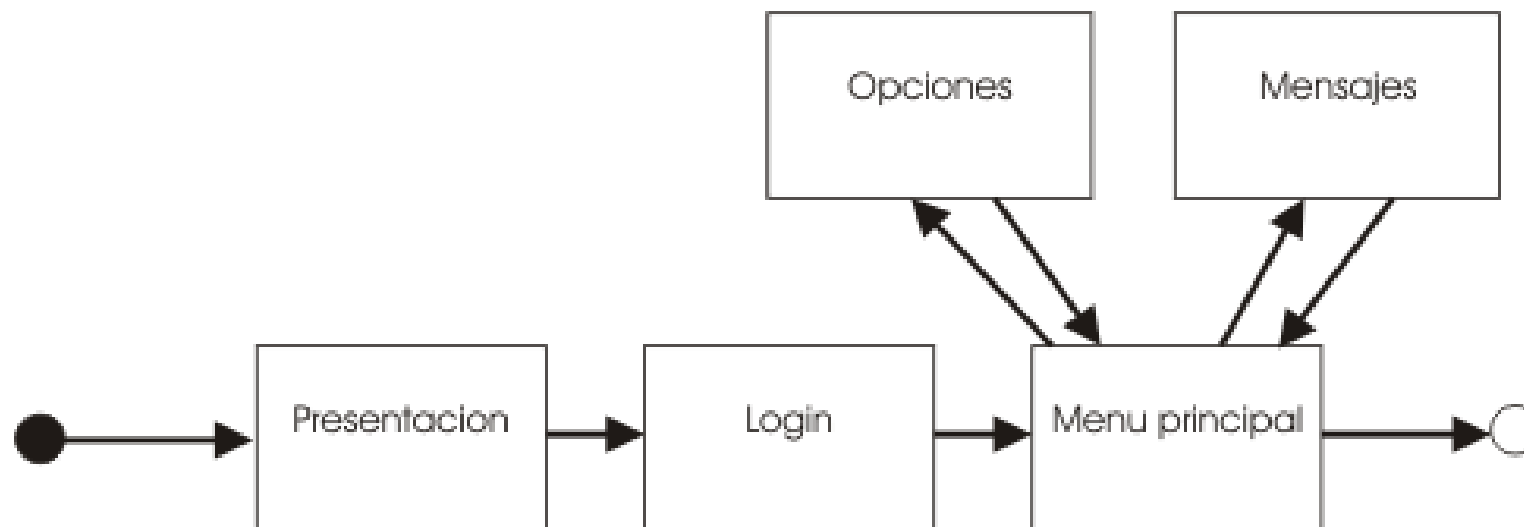 Opciones
Mensajes
Presentacion
Login
Menu principal